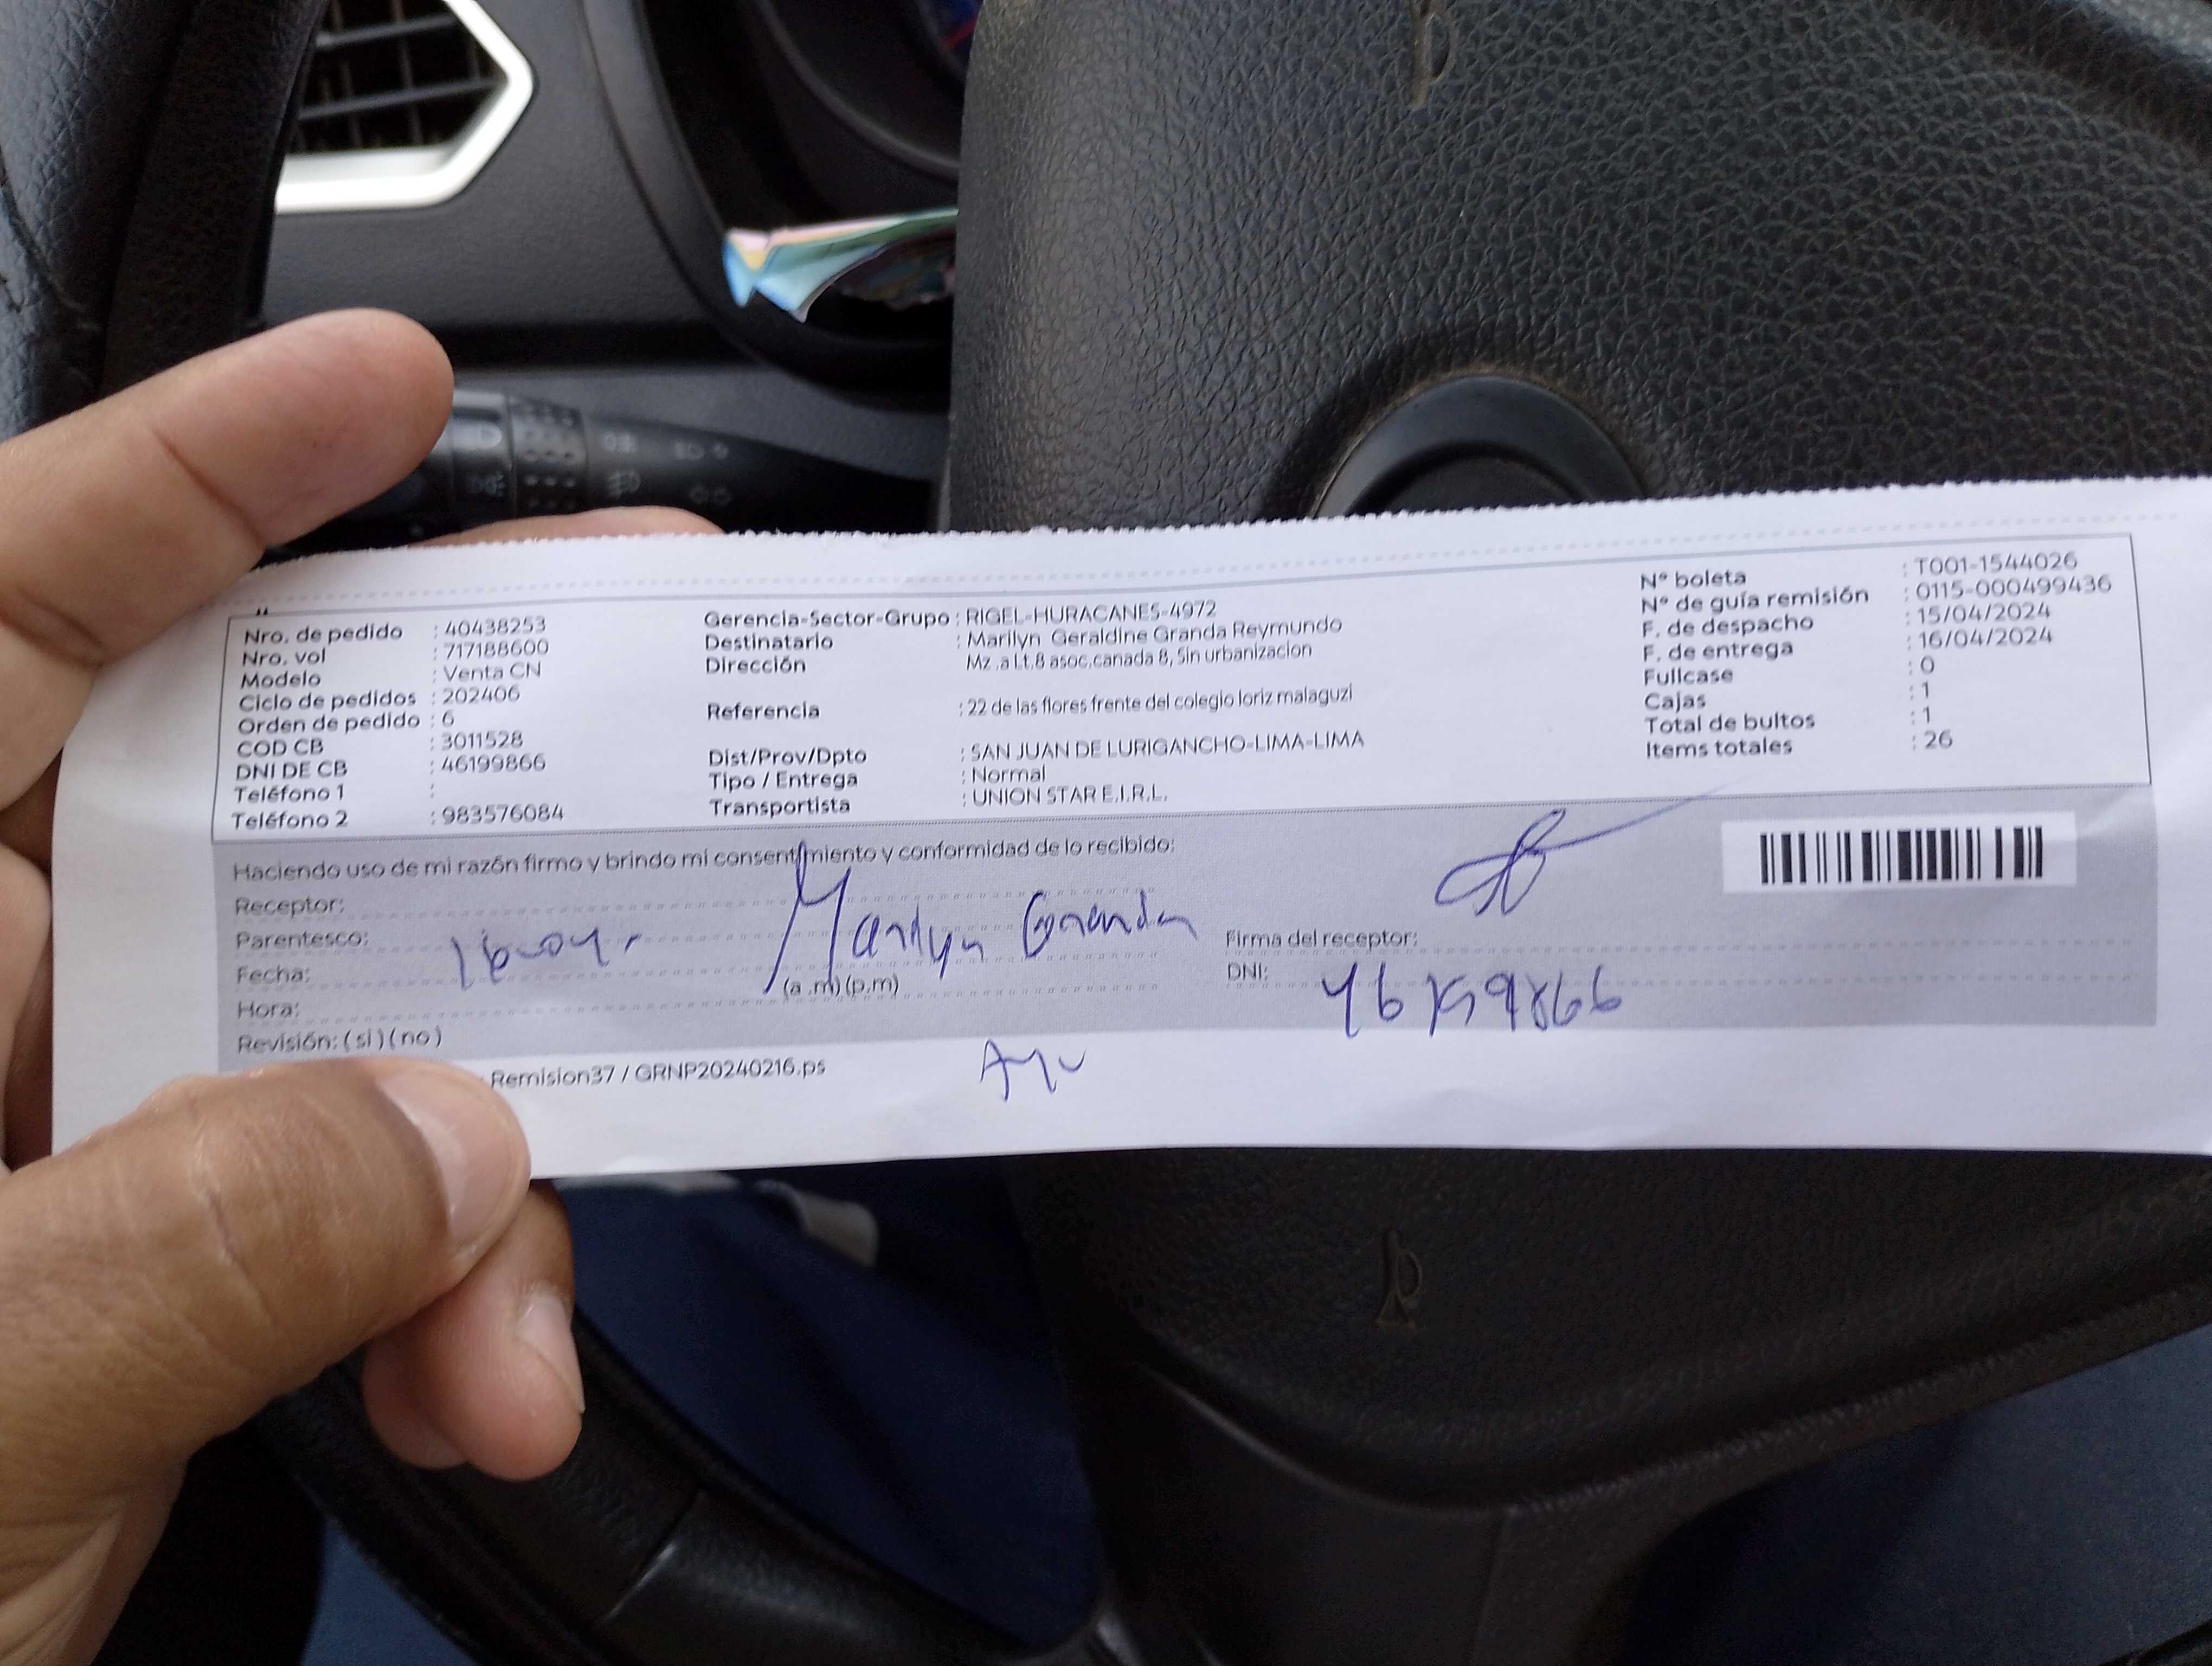 Nro. de pedido : 40438253
Nro. vol : 717188600
Modelo : Venta CN
Ciclo de pedidos : 202406
Orden de pedido : 6
COD CB : 3011528
DNI DE CB : 46199866
Teléfono 1 :
Teléfono 2 : 983576084
Gerencia-Sector-Grupo : RIGEL-HURACANES-4972
Destinatario : Marilyn Geraldine Granda Reymundo
Dirección Mz .a Lt.8 asoc.canada 8, Sin urbanizacion
Referencia : 22 de las flores frente del colegio loriz malaguzi
Dist/Prov/Dpto : SAN JUAN DE LURIGANCHO-LIMA-LIMA
Tipo / Entrega : Normal
Transportista : UNION STAR E.I.R.L.
N° boleta : T001-1544026
N° de guía remisión : 0115-000499436
F. de despacho : 15/04/2024
F. de entrega : 16/04/2024
Fullcase : 0
Cajas : 1
Total de bultos : 1
Items totales : 26
Haciendo uso de mi razón firmo y brindo mi consentimiento y conformidad de lo recibido:
Receptor:
Parentesco: Marilyn Granda
Fecha: 16-04.
Hora: (a .m) (p.m)
Revisión: (si) (no)
Firma del receptor:
DNI: 46199866
Remision37 / GRNP20240216.ps